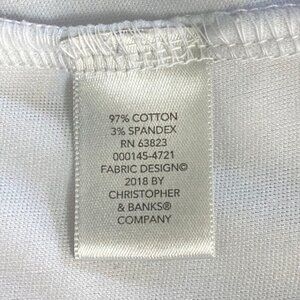 97% COTTON
3% SPANDEX
RN 63823
000145-4721
FABRIC DESIGN©
2018 BY
CHRISTOPHER
& BANKS®
COMPANY